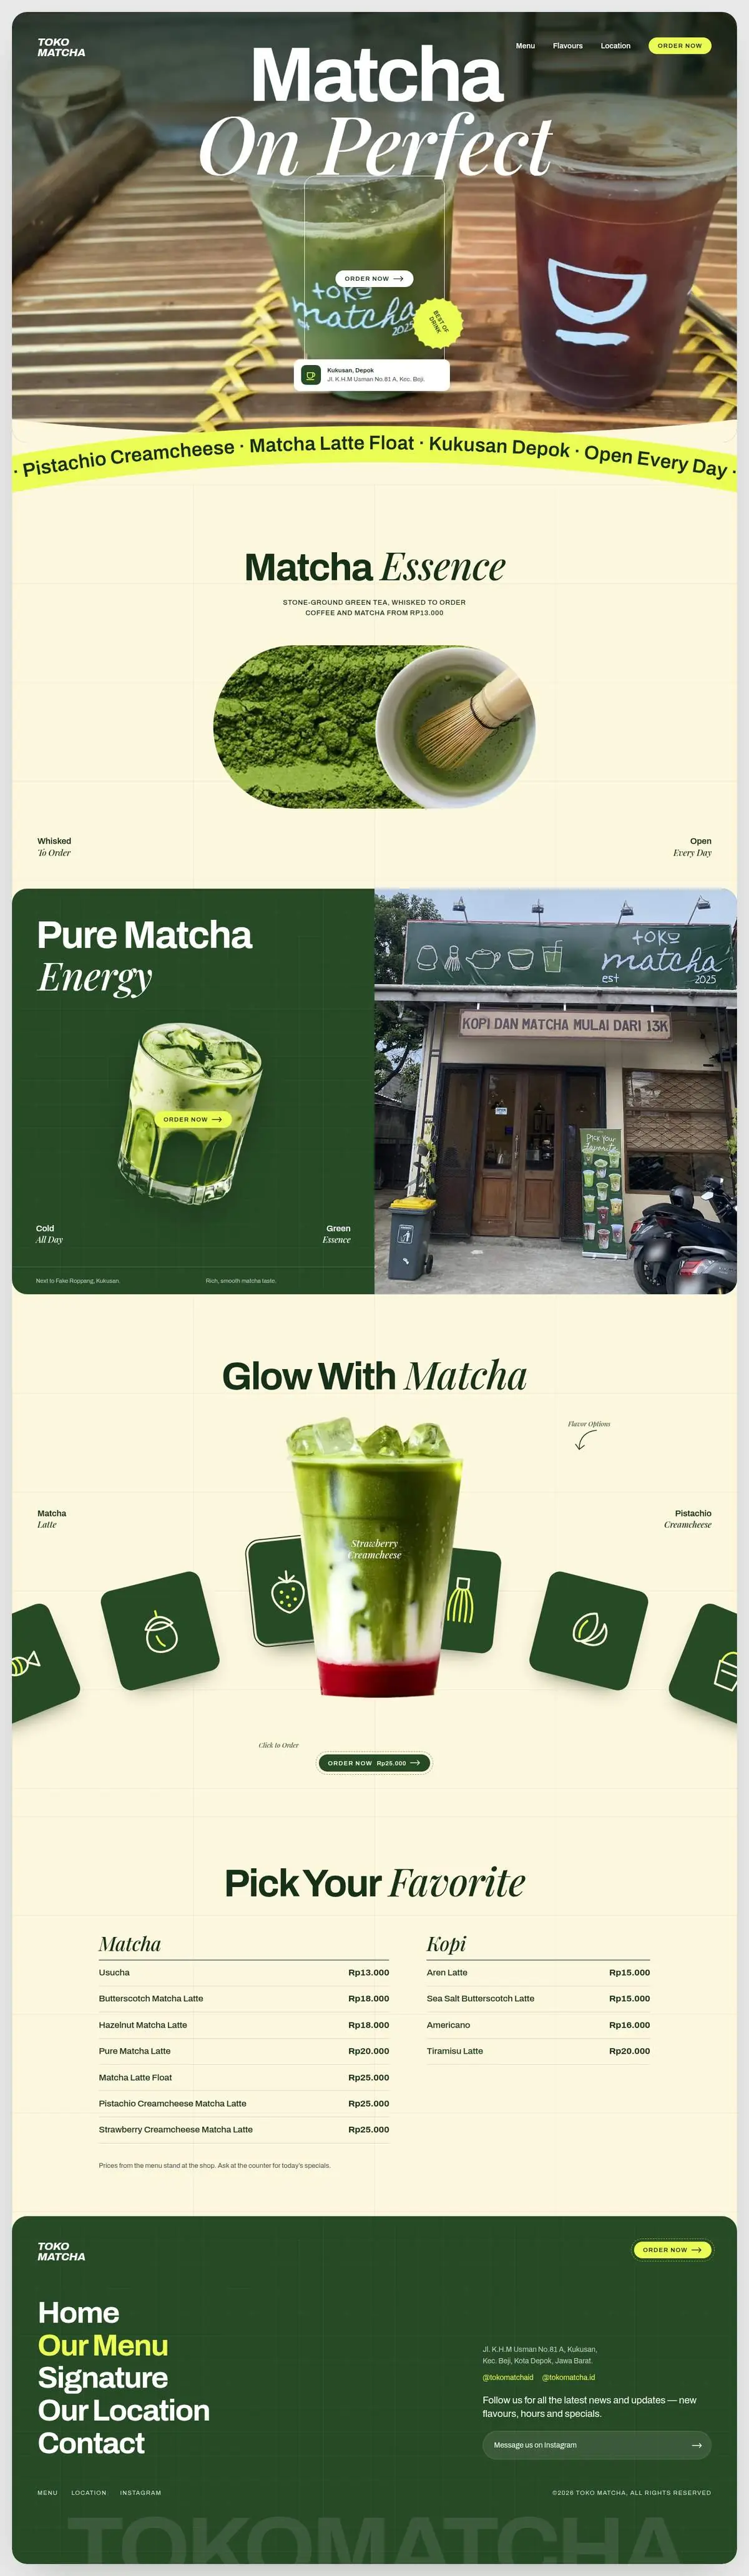 TOKO
MATCHA
Menu
Flavours
Location
ORDER NOW
Matcha
On Perfect
ORDER NOW
toko
matcha
2025
BEST OF
DRINK
Kukusan, Depok
Jl. K.H.M Usman No.81 A, Kec. Beji.
· Pistachio Creamcheese · Matcha Latte Float · Kukusan Depok · Open Every Day ·
Matcha Essence
STONE-GROUND GREEN TEA, WHISKED TO ORDER
COFFEE AND MATCHA FROM RP13.000
Whisked
To Order
Open
Every Day
Pure Matcha
Energy
ORDER NOW
Cold
All Day
Green
Essence
Next to Fake Roppang, Kukusan.
Rich, smooth matcha taste.
toko
matcha
est
2025
KOPI DAN MATCHA MULAI DARI 13K
Pick Your
Favorite
Glow With Matcha
Flavor Options
Matcha
Latte
Pistachio
Creamcheese
Strawberry
Creamcheese
Click to Order
ORDER NOW Rp25.000
Pick Your Favorite
Matcha
Usucha Rp13.000
Butterscotch Matcha Latte Rp18.000
Hazelnut Matcha Latte Rp18.000
Pure Matcha Latte Rp20.000
Matcha Latte Float Rp25.000
Pistachio Creamcheese Matcha Latte Rp25.000
Strawberry Creamcheese Matcha Latte Rp25.000
Kopi
Aren Latte Rp15.000
Sea Salt Butterscotch Latte Rp15.000
Americano Rp16.000
Tiramisu Latte Rp20.000
Prices from the menu stand at the shop. Ask at the counter for today's specials.
TOKO
MATCHA
ORDER NOW
Home
Our Menu
Signature
Our Location
Contact
Jl. K.H.M Usman No.81 A, Kukusan,
Kec. Beji, Kota Depok, Jawa Barat.
@tokomatchaid @tokomatcha.id
Follow us for all the latest news and updates — new
flavours, hours and specials.
Message us on Instagram
MENU
LOCATION
INSTAGRAM
©2026 TOKO MATCHA, ALL RIGHTS RESERVED
TOKOMATCHA